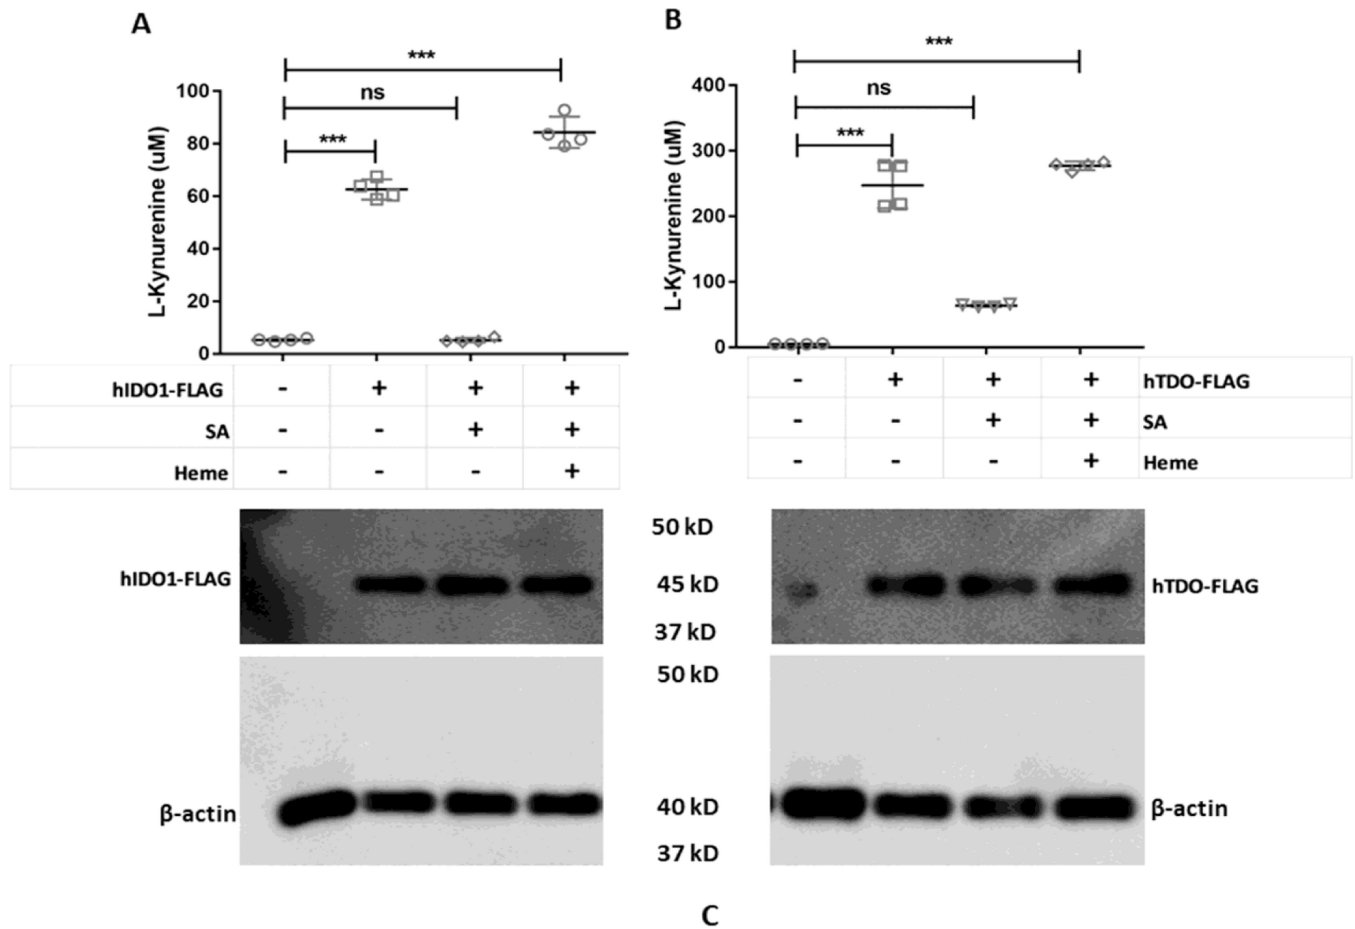 A
***
ns
***
100
80
60
40
20
0
L-Kynurenine (uM)
hIDO1-FLAG - + + +
SA - - + +
Heme - - - +
B
***
ns
***
400
300
200
100
0
L-Kynurenine (uM)
- + + + hTDO-FLAG
- - + + SA
- - - + Heme
50 kD
hIDO1-FLAG 45 kD hTDO-FLAG
37 kD
50 kD
β-actin 40 kD β-actin
37 kD
C